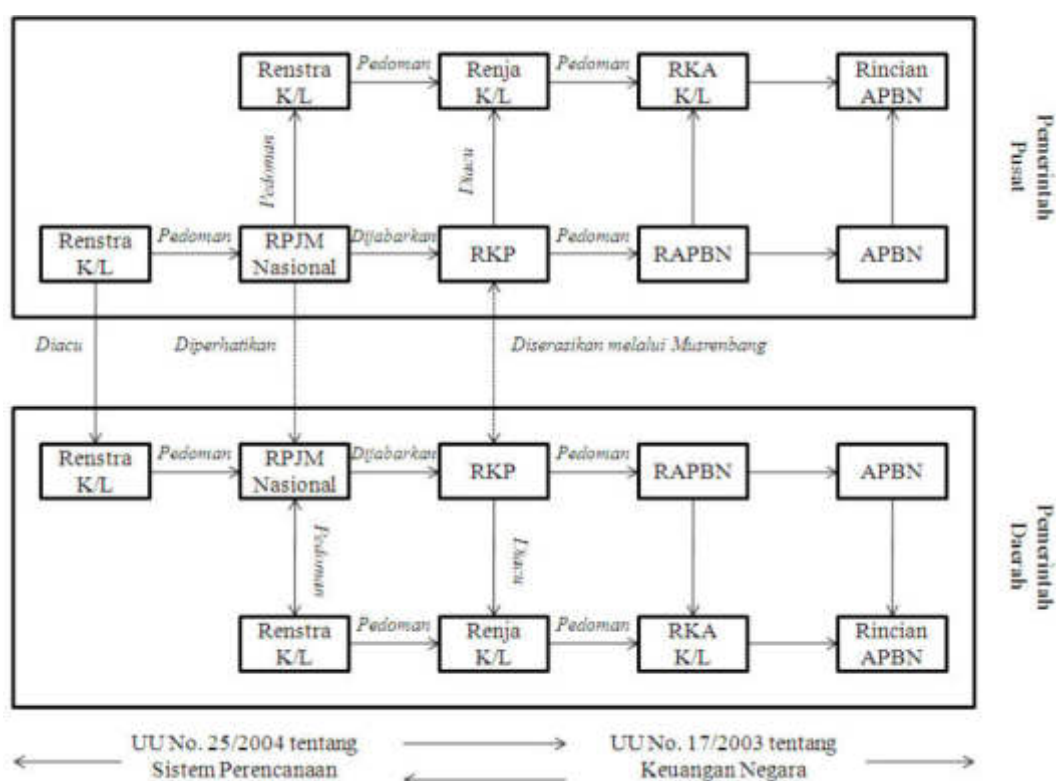 Renstra
K/L
Pedoman
Renja
K/L
Pedoman
RKA
K/L
Rincian
APBN
Pedoman
Diacu
Renstra
K/L
Pedoman
RPJM
Nasional
Dijabarkan
RKP
Pedoman
RAPBN
APBN
Pemerintah
Pusat
Diacu
Diperhatikan
Diserasikan melalui Musrenbang
Renstra
K/L
Pedoman
RPJM
Nasional
Dijabarkan
RKP
Pedoman
RAPBN
APBN
Pedoman
Diacu
Renstra
K/L
Pedoman
Renja
K/L
Pedoman
RKA
K/L
Rincian
APBN
Pemerintah
Daerah
UU No. 25/2004 tentang
Sistem Perencanaan
UU No. 17/2003 tentang
Keuangan Negara